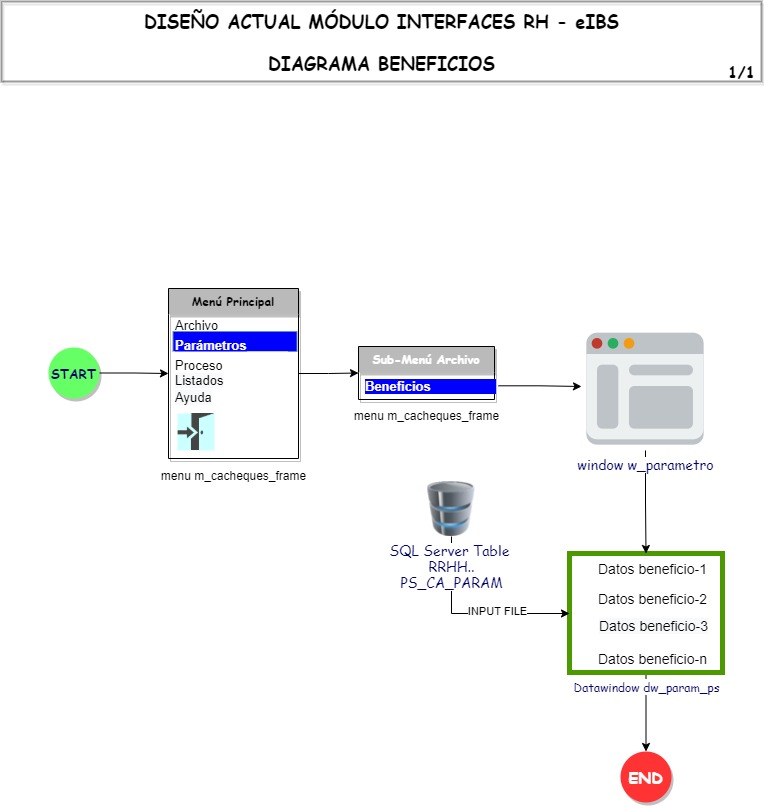 DISEÑO ACTUAL MÓDULO INTERFACES RH - eIBS
DIAGRAMA BENEFICIOS
1/1
Menú Principal
Archivo
Parámetros
Proceso
Listados
Ayuda
menu m_cacheques_frame
START
Sub-Menú Archivo
Beneficios
menu m_cacheques_frame
window w_parametro
SQL Server Table
RRHH..
PS_CA_PARAM
INPUT FILE
Datos beneficio-1
Datos beneficio-2
Datos beneficio-3
Datos beneficio-n
Datawindow dw_param_ps
END